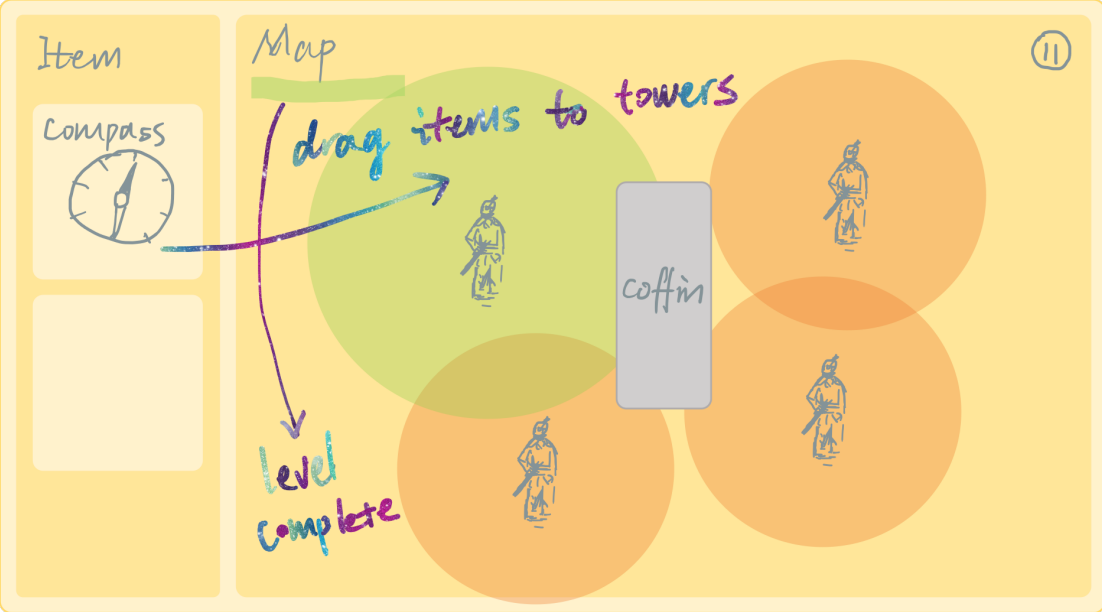 Item
Map
Compass
drag items to towers
coffin
level
complete